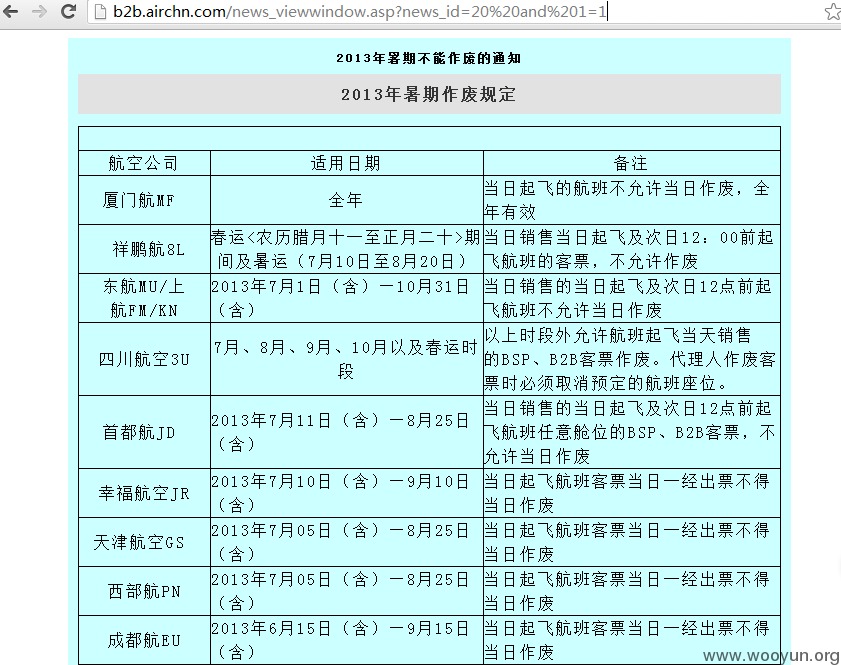 b2b.airchn.com/news_viewwindow.asp?news_id=20%20and%201=1
2013年暑期不能作废的通知
2013年暑期作废规定
航空公司
适用日期
备注
厦门航MF
全年
当日起飞的航班不允许当日作废，全
年有效
祥鹏航8L
春运<农历腊月十一至正月二十>期
间及暑运（7月10日至8月20日）
当日销售当日起飞及次日12：00前起
飞航班的客票，不允许作废
东航MU/上
航FM/KN
2013年7月1日（含）—10月31日
（含）
当日销售的当日起飞及次日12点前起
飞航班不允许当日作废
四川航空3U
7月、8月、9月、10月以及春运时
段
以上时段外允许航班起飞当天销售
的BSP、B2B客票作废。代理人作废客
票时必须取消预定的航班座位。
首都航JD
2013年7月11日（含）—8月25日
（含）
当日销售的当日起飞及次日12点前起
飞航班任意舱位的BSP、B2B客票，不
允许当日作废
幸福航空JR
2013年7月10日（含）—9月10日
（含）
当日起飞航班客票当日一经出票不得
当日作废
天津航空GS
2013年7月05日（含）—8月25日
（含）
当日起飞航班客票当日一经出票不得
当日作废
西部航PN
2013年7月05日（含）—8月25日
（含）
当日起飞航班客票当日一经出票不得
当日作废
成都航EU
2013年6月15日（含）—9月15日
（含）
当日起飞航班客票当日一经出票不得
当日作废
www.wooyun.org